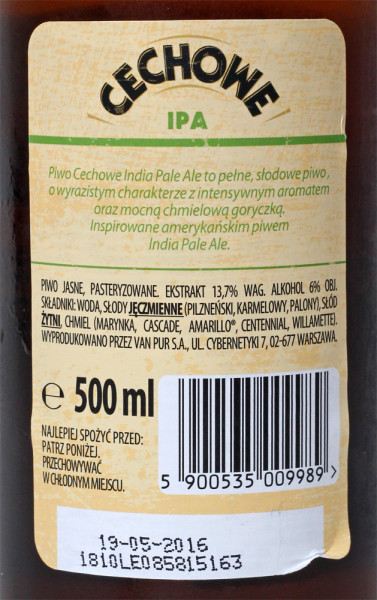 CECHOWE
IPA
Piwo Cechowe India Pale Ale to pełne, słodowe piwo,
o wyrazistym charakterze z intensywnym aromatem
oraz mocną chmielową goryczką.
Inspirowane amerykańskim piwem
India Pale Ale.
PIWO JASNE, PASTERYZOWANE. EKSTRAKT 13,7% WAG. ALKOHOL 6% OBJ.
SKŁADNIKI: WODA, SŁODY JĘCZMIENNE (PILZNEŃSKI, KARMELOWY, PALONY), SŁÓD
ŻYTNI, CHMIEL (MARYNKA, CASCADE, AMARILLO®, CENTENNIAL, WILLAMETTE).
WYPRODUKOWANO PRZEZ VAN PUR S.A., UL. CYBERNETYKI 7, 02-677 WARSZAWA.
℮ 500 ml
NAJLEPIEJ SPOŻYĆ PRZED:
PATRZ PONIŻEJ.
PRZECHOWYWAĆ
W CHŁODNYM MIEJSCU.
5 900535 009989 >
19-05-2016
1810LE085815163